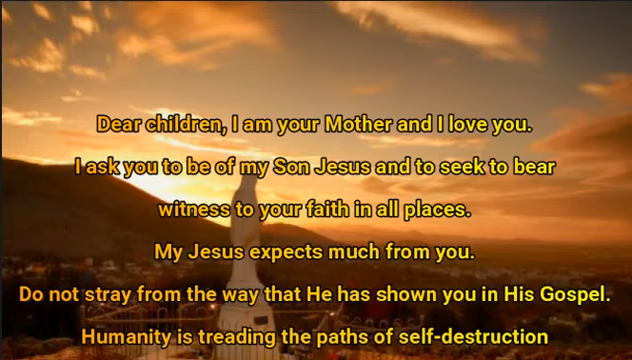 Dear children, I am your Mother and I love you.
I ask you to be of my Son Jesus and to seek to bear
witness to your faith in all places.
My Jesus expects much from you.
Do not stray from the way that He has shown you in His Gospel.
Humanity is treading the paths of self-destruction